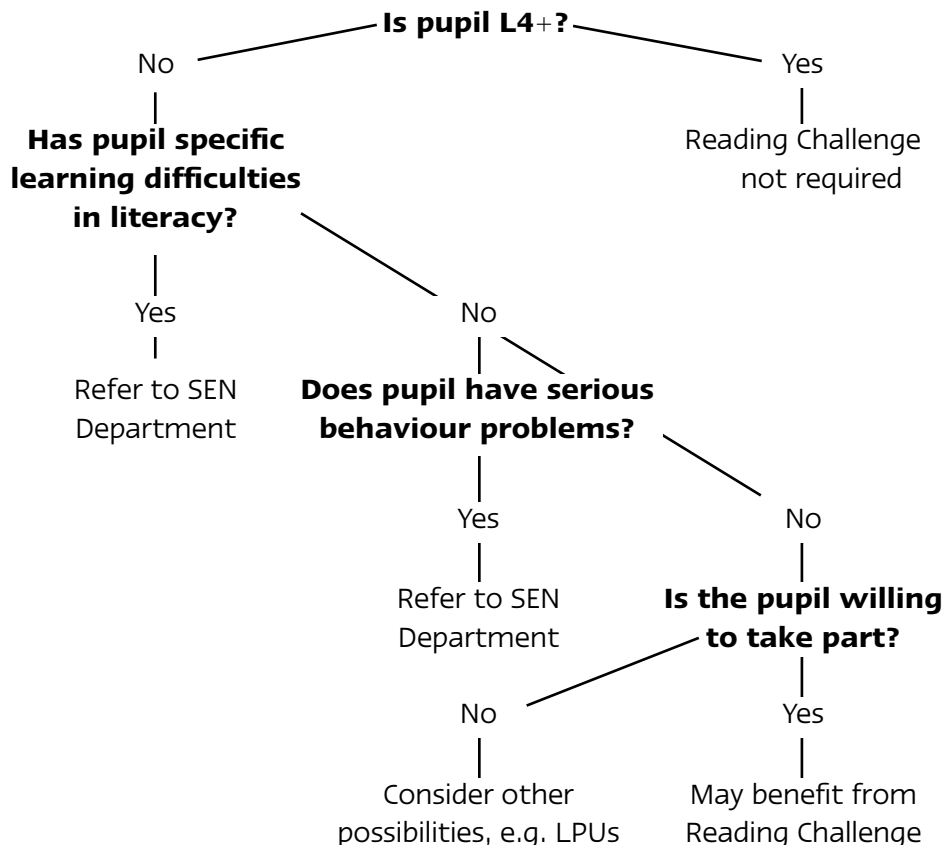 Is pupil L4+?
No
Yes
Has pupil specific
learning difficulties
in literacy?
Reading Challenge
not required
Yes
No
Refer to SEN
Department
Does pupil have serious
behaviour problems?
Yes
No
Refer to SEN
Department
Is the pupil willing
to take part?
No
Yes
Consider other
possibilities, e.g. LPUs
May benefit from
Reading Challenge